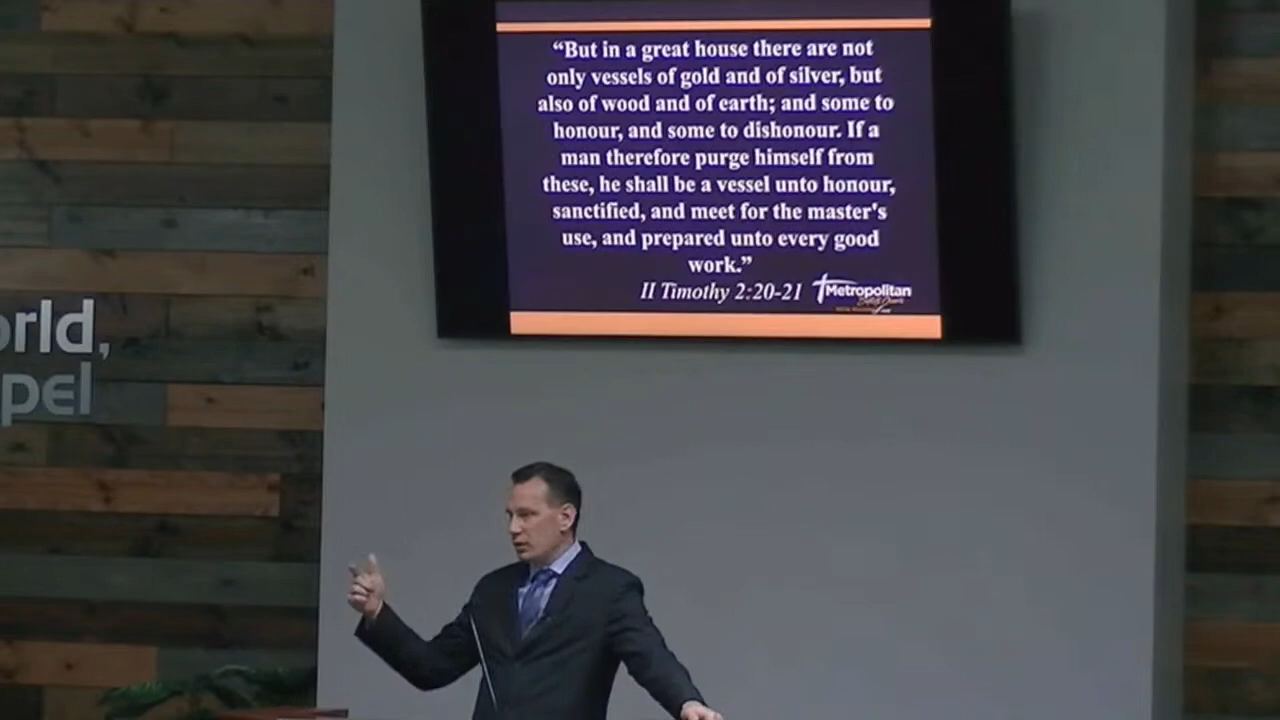 “But in a great house there are not
only vessels of gold and of silver, but
also of wood and of earth; and some to
honour, and some to dishonour. If a
man therefore purge himself from
these, he shall be a vessel unto honour,
sanctified, and meet for the master's
use, and prepared unto every good
work.”
II Timothy 2:20-21
Metropolitan
orld,
pel